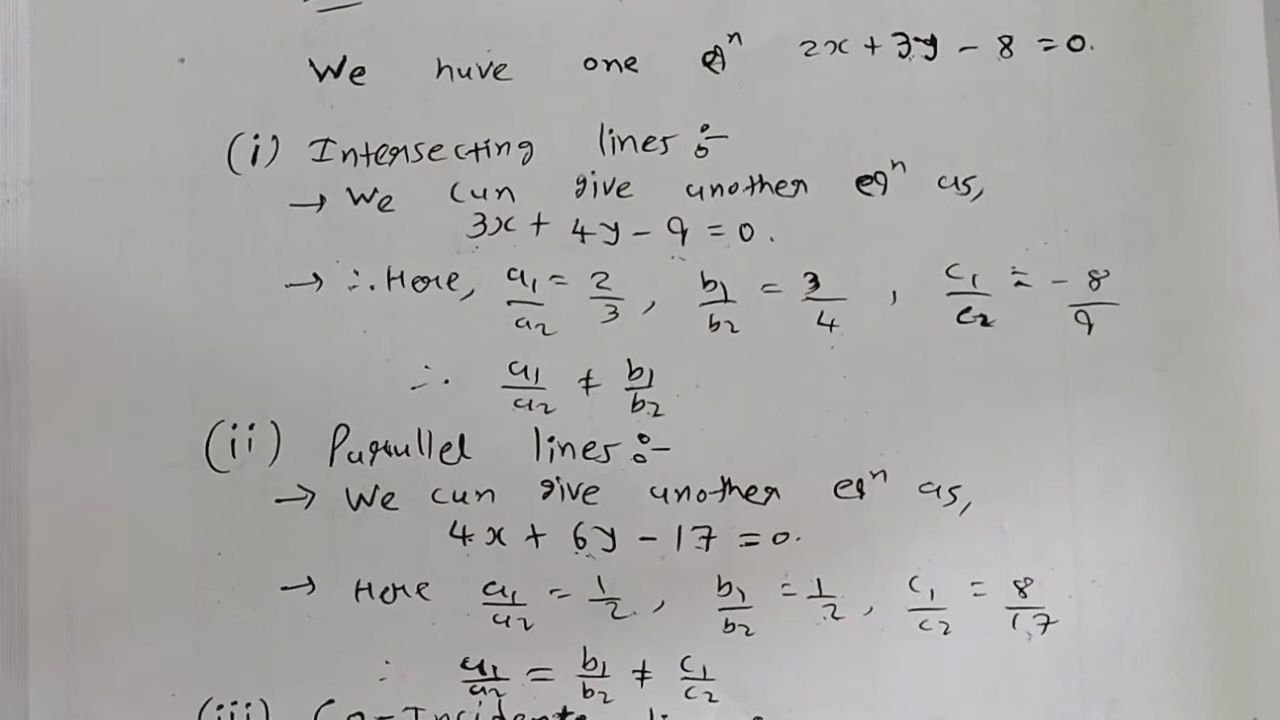 We have one eqⁿ 2x + 3y - 8 = 0.
(i) Intersecting lines :-
→ We can give another eqⁿ as,
3x + 4y - 9 = 0.
→ ∴ Here, a₁/a₂ = 2/3, b₁/b₂ = 3/4, c₁/c₂ = -8/9
∴ a₁/a₂ ≠ b₁/b₂
(ii) Parallel lines :-
→ We can give another eqⁿ as,
4x + 6y - 17 = 0.
→ Here a₁/a₂ = 1/2, b₁/b₂ = 1/2, c₁/c₂ = 8/17
∴ a₁/a₂ = b₁/b₂ ≠ c₁/c₂
(iii) Co-Incidente